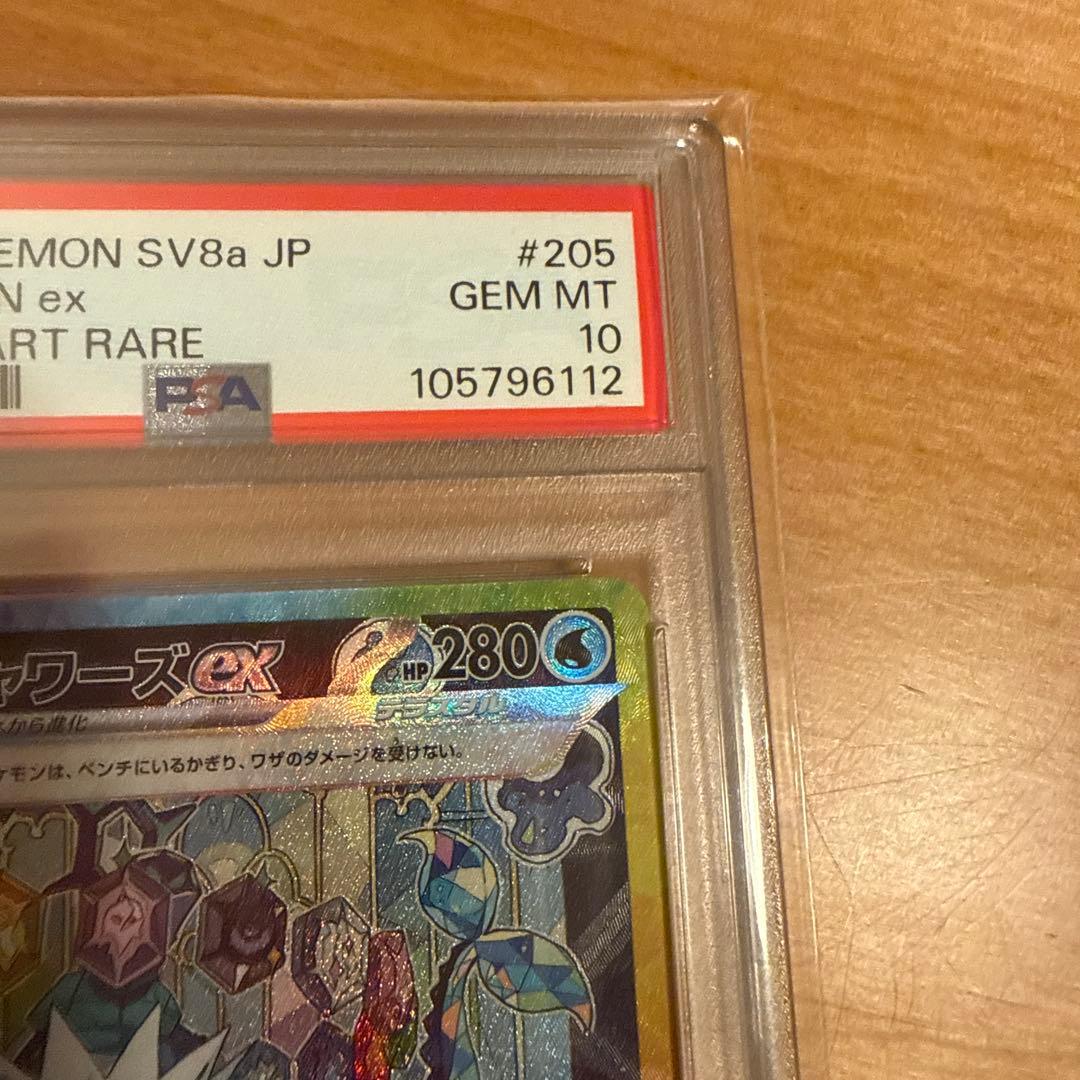 EMON SV8a JP #205
N ex GEM MT
ART RARE 10
PSA 105796112
ャワーズex HP280
テラスタル
から進化
ケモンは、ベンチにいるかぎり、ワザのダメージを受けない。